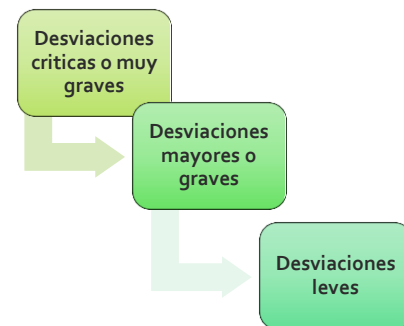 Desviaciones
criticas o muy
graves
Desviaciones
mayores o
graves
Desviaciones
leves